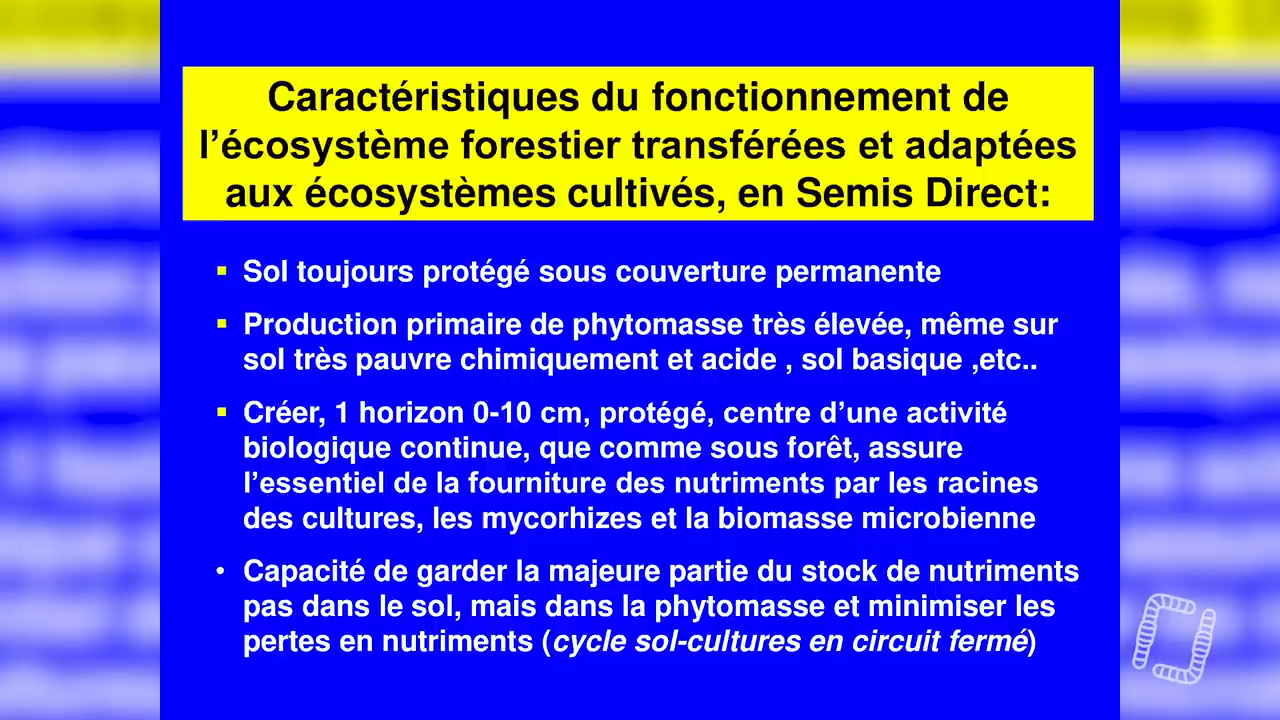 Caractéristiques du fonctionnement de
l’écosystème forestier transférées et adaptées
aux écosystèmes cultivés, en Semis Direct:
▪ Sol toujours protégé sous couverture permanente
▪ Production primaire de phytomasse très élevée, même sur
sol très pauvre chimiquement et acide , sol basique ,etc..
▪ Créer, 1 horizon 0-10 cm, protégé, centre d’une activité
biologique continue, que comme sous forêt, assure
l’essentiel de la fourniture des nutriments par les racines
des cultures, les mycorhizes et la biomasse microbienne
• Capacité de garder la majeure partie du stock de nutriments
pas dans le sol, mais dans la phytomasse et minimiser les
pertes en nutriments (cycle sol-cultures en circuit fermé)